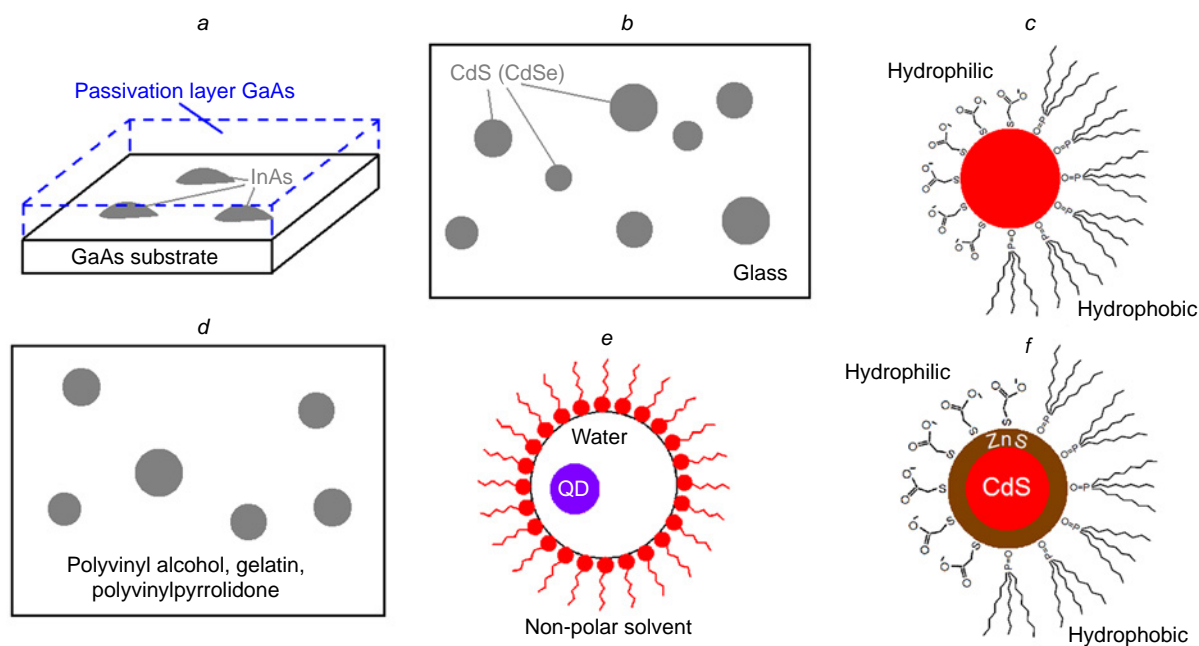 a
Passivation layer GaAs
InAs
GaAs substrate
b
CdS (CdSe)
Glass
c
Hydrophilic
O O⁻ S
O O⁻ S
O O⁻ S
O O⁻ S
O O⁻ S
O O⁻ S
O=P
O=P
O=P
O=P
O=P
O=P
Hydrophobic
d
Polyvinyl alcohol, gelatin,
polyvinylpyrrolidone
e
Water
QD
Non-polar solvent
f
Hydrophilic
O O⁻ S
O O⁻ S
O O⁻ S
O O⁻ S
O O⁻ S
O O⁻ S
O=P
O=P
O=P
O=P
O=P
O=P
ZnS
CdS
Hydrophobic